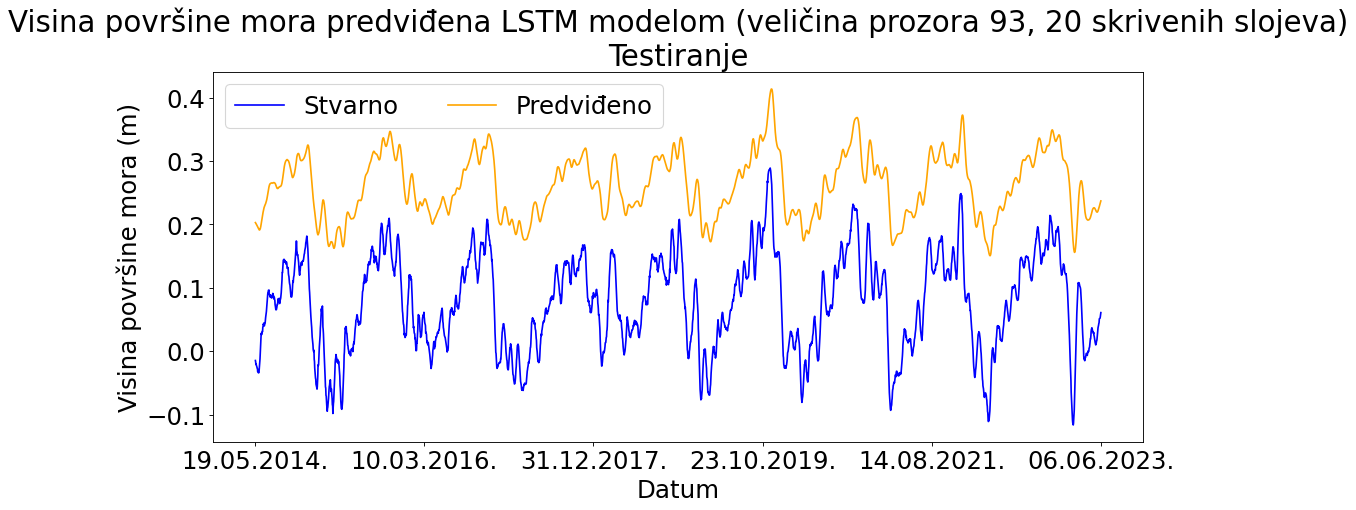 Visina površine mora predviđena LSTM modelom (veličina prozora 93, 20 skrivenih slojeva)
Testiranje
Stvarno Predviđeno
Visina površine mora (m)
0.4
0.3
0.2
0.1
0.0
−0.1
19.05.2014. 10.03.2016. 31.12.2017. 23.10.2019. 14.08.2021. 06.06.2023.
Datum